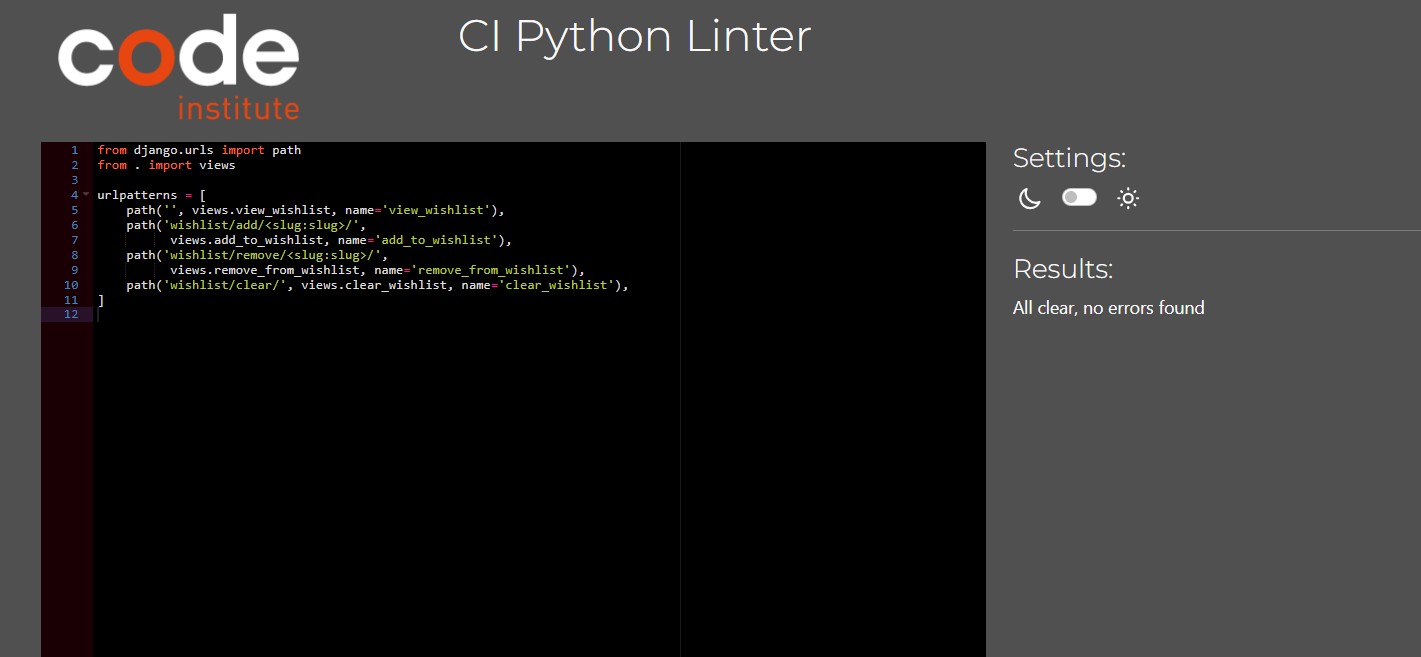 code
institute
CI Python Linter
1 from django.urls import path
2 from . import views
3
4 urlpatterns = [
5     path('', views.view_wishlist, name='view_wishlist'),
6     path('wishlist/add/<slug:slug>/',
7           views.add_to_wishlist, name='add_to_wishlist'),
8     path('wishlist/remove/<slug:slug>/',
9           views.remove_from_wishlist, name='remove_from_wishlist'),
10     path('wishlist/clear/', views.clear_wishlist, name='clear_wishlist'),
11 ]
12
Settings:
Results:
All clear, no errors found